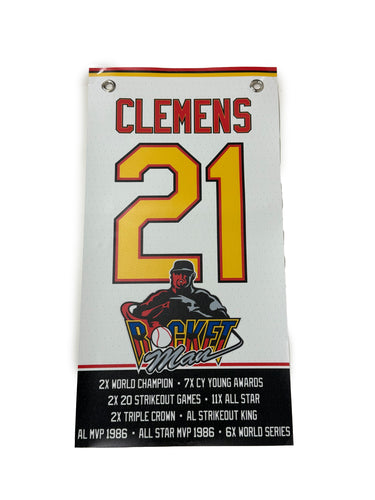 CLEMENS
21
ROCKET
Man
2X WORLD CHAMPION • 7X CY YOUNG AWARDS
2X 20 STRIKEOUT GAMES • 11X ALL STAR
2X TRIPLE CROWN • AL STRIKEOUT KING
AL MVP 1986 • ALL STAR MVP 1986 • 6X WORLD SERIES